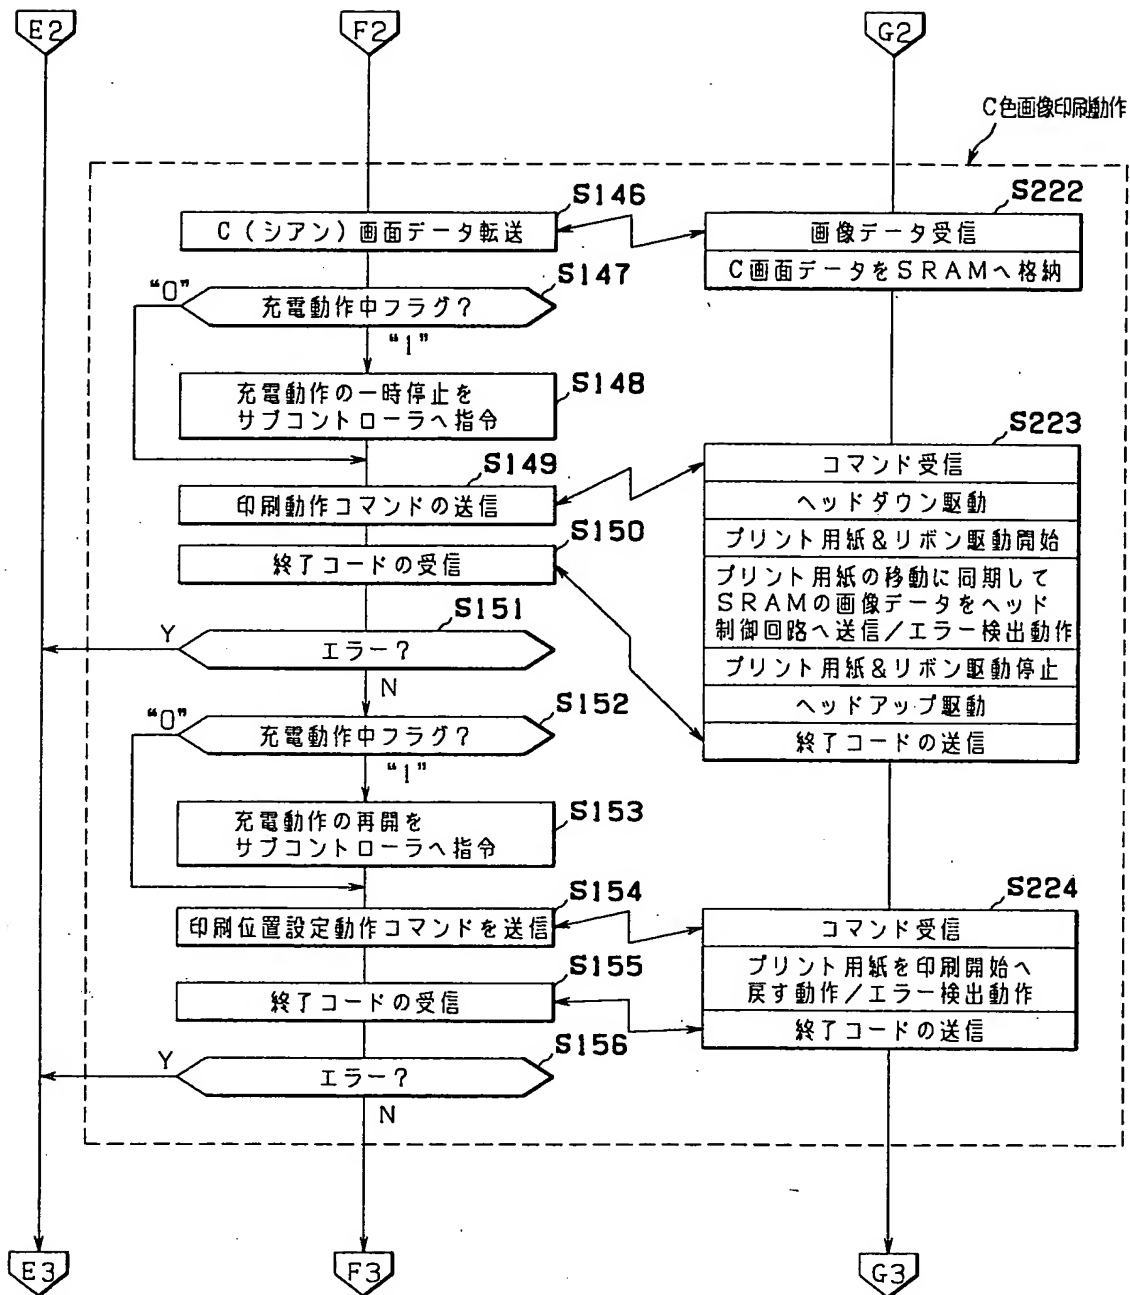 E2
F2
G2
C色画像印刷動作
S146
C(シアン)画面データ転送
S222
画像データ受信
C画面データをSRAMへ格納
S147
"0"
充電動作中フラグ?
"1"
S148
充電動作の一時停止を
サブコントローラへ指令
S149
印刷動作コマンドの送信
S223
コマンド受信
ヘッドダウン駆動
プリント用紙&リボン駆動開始
プリント用紙の移動に同期して
SRAMの画像データをヘッド
制御回路へ送信/エラー検出動作
プリント用紙&リボン駆動停止
ヘッドアップ駆動
終了コードの送信
S150
終了コードの受信
S151
Y
エラー?
N
S152
"0"
充電動作中フラグ?
"1"
S153
充電動作の再開を
サブコントローラへ指令
S154
印刷位置設定動作コマンドを送信
S224
コマンド受信
プリント用紙を印刷開始へ
戻す動作/エラー検出動作
終了コードの送信
S155
終了コードの受信
S156
Y
エラー?
N
E3
F3
G3